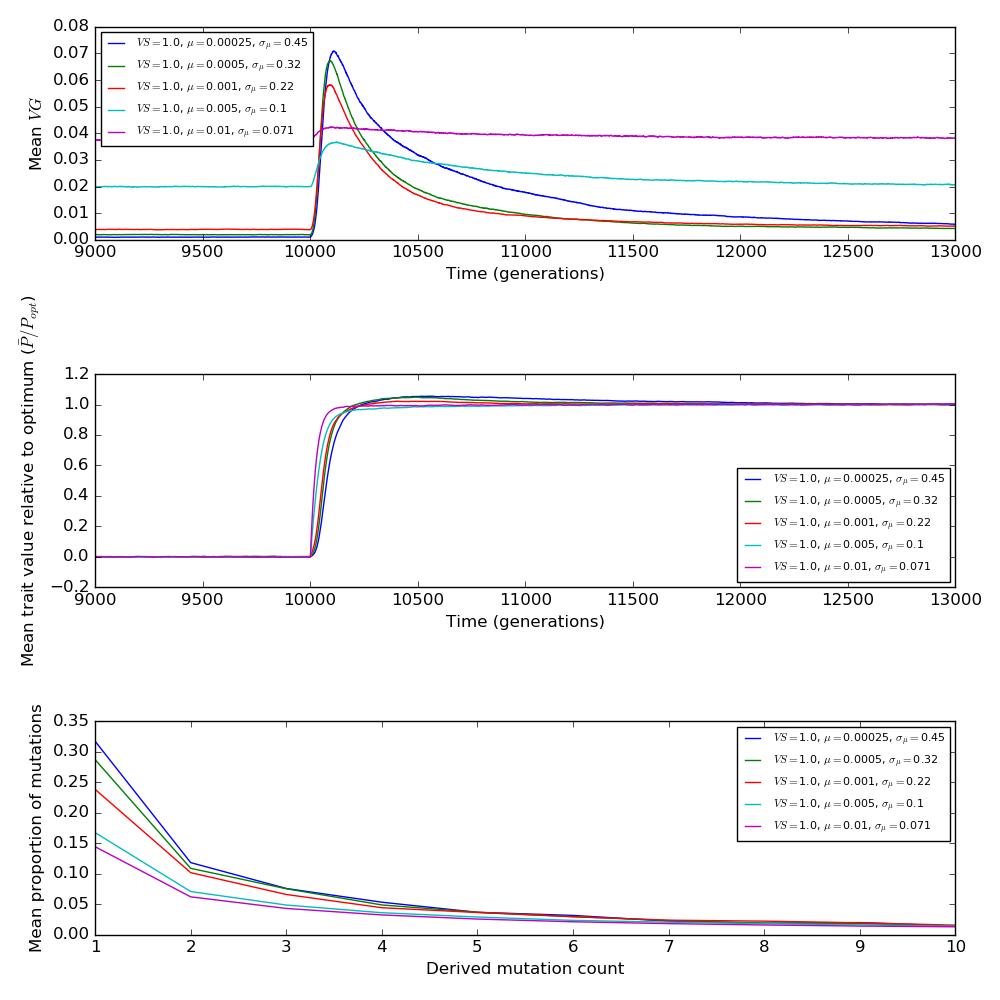 0.08
0.07
0.06
0.05
0.04
0.03
0.02
0.01
0.00
Mean VG
VS=1.0, μ=0.00025, σμ=0.45
VS=1.0, μ=0.0005, σμ=0.32
VS=1.0, μ=0.001, σμ=0.22
VS=1.0, μ=0.005, σμ=0.1
VS=1.0, μ=0.01, σμ=0.071
9000 9500 10000 10500 11000 11500 12000 12500 13000
Time (generations)
Mean trait value relative to optimum (P̄/Popt)
1.2
1.0
0.8
0.6
0.4
0.2
0.0
−0.2
VS=1.0, μ=0.00025, σμ=0.45
VS=1.0, μ=0.0005, σμ=0.32
VS=1.0, μ=0.001, σμ=0.22
VS=1.0, μ=0.005, σμ=0.1
VS=1.0, μ=0.01, σμ=0.071
9000 9500 10000 10500 11000 11500 12000 12500 13000
Time (generations)
Mean proportion of mutations
0.35
0.30
0.25
0.20
0.15
0.10
0.05
0.00
VS=1.0, μ=0.00025, σμ=0.45
VS=1.0, μ=0.0005, σμ=0.32
VS=1.0, μ=0.001, σμ=0.22
VS=1.0, μ=0.005, σμ=0.1
VS=1.0, μ=0.01, σμ=0.071
1 2 3 4 5 6 7 8 9 10
Derived mutation count